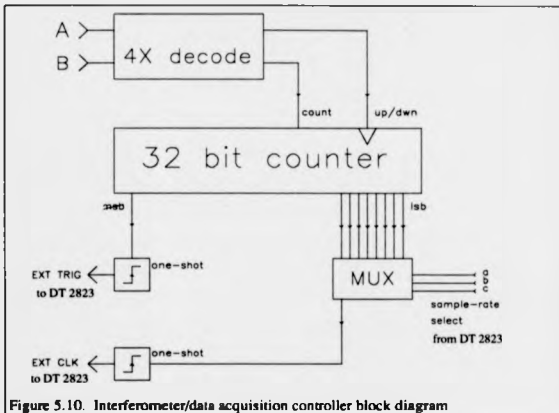 A
B
4X decode
count
up/dwn
32 bit counter
msb
lsb
one-shot
EXT TRIG
to DT 2823
MUX
a
b
c
sample-rate
select
from DT 2823
one-shot
EXT CLK
to DT 2823
Figure 5.10. Interferometer/data acquisition controller block diagram